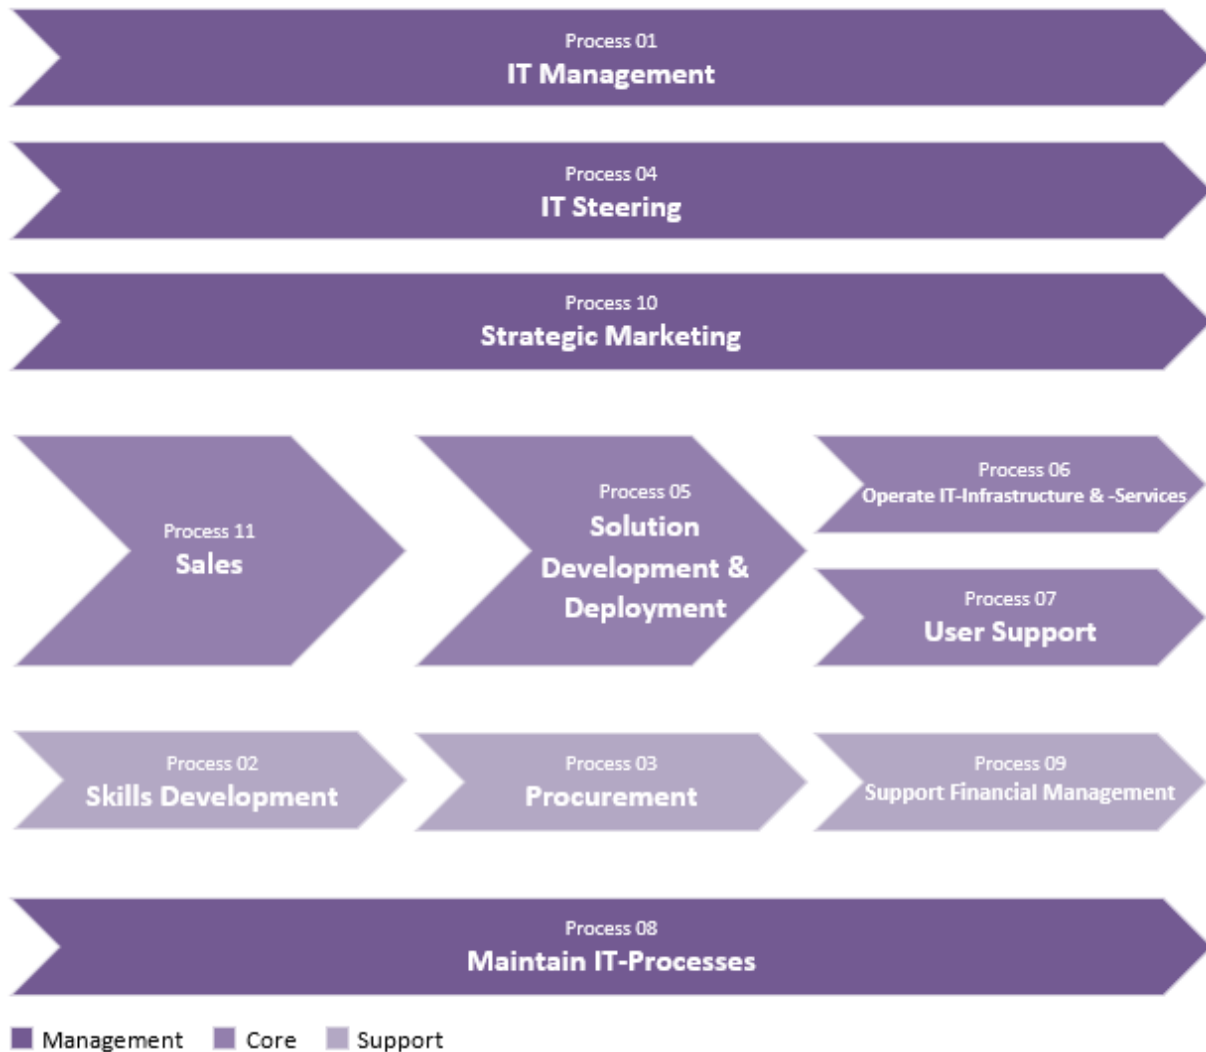 Process 01
IT Management
Process 04
IT Steering
Process 10
Strategic Marketing
Process 11
Sales
Process 05
Solution
Development &
Deployment
Process 06
Operate IT-Infrastructure & -Services
Process 07
User Support
Process 02
Skills Development
Process 03
Procurement
Process 09
Support Financial Management
Process 08
Maintain IT-Processes
Management Core Support